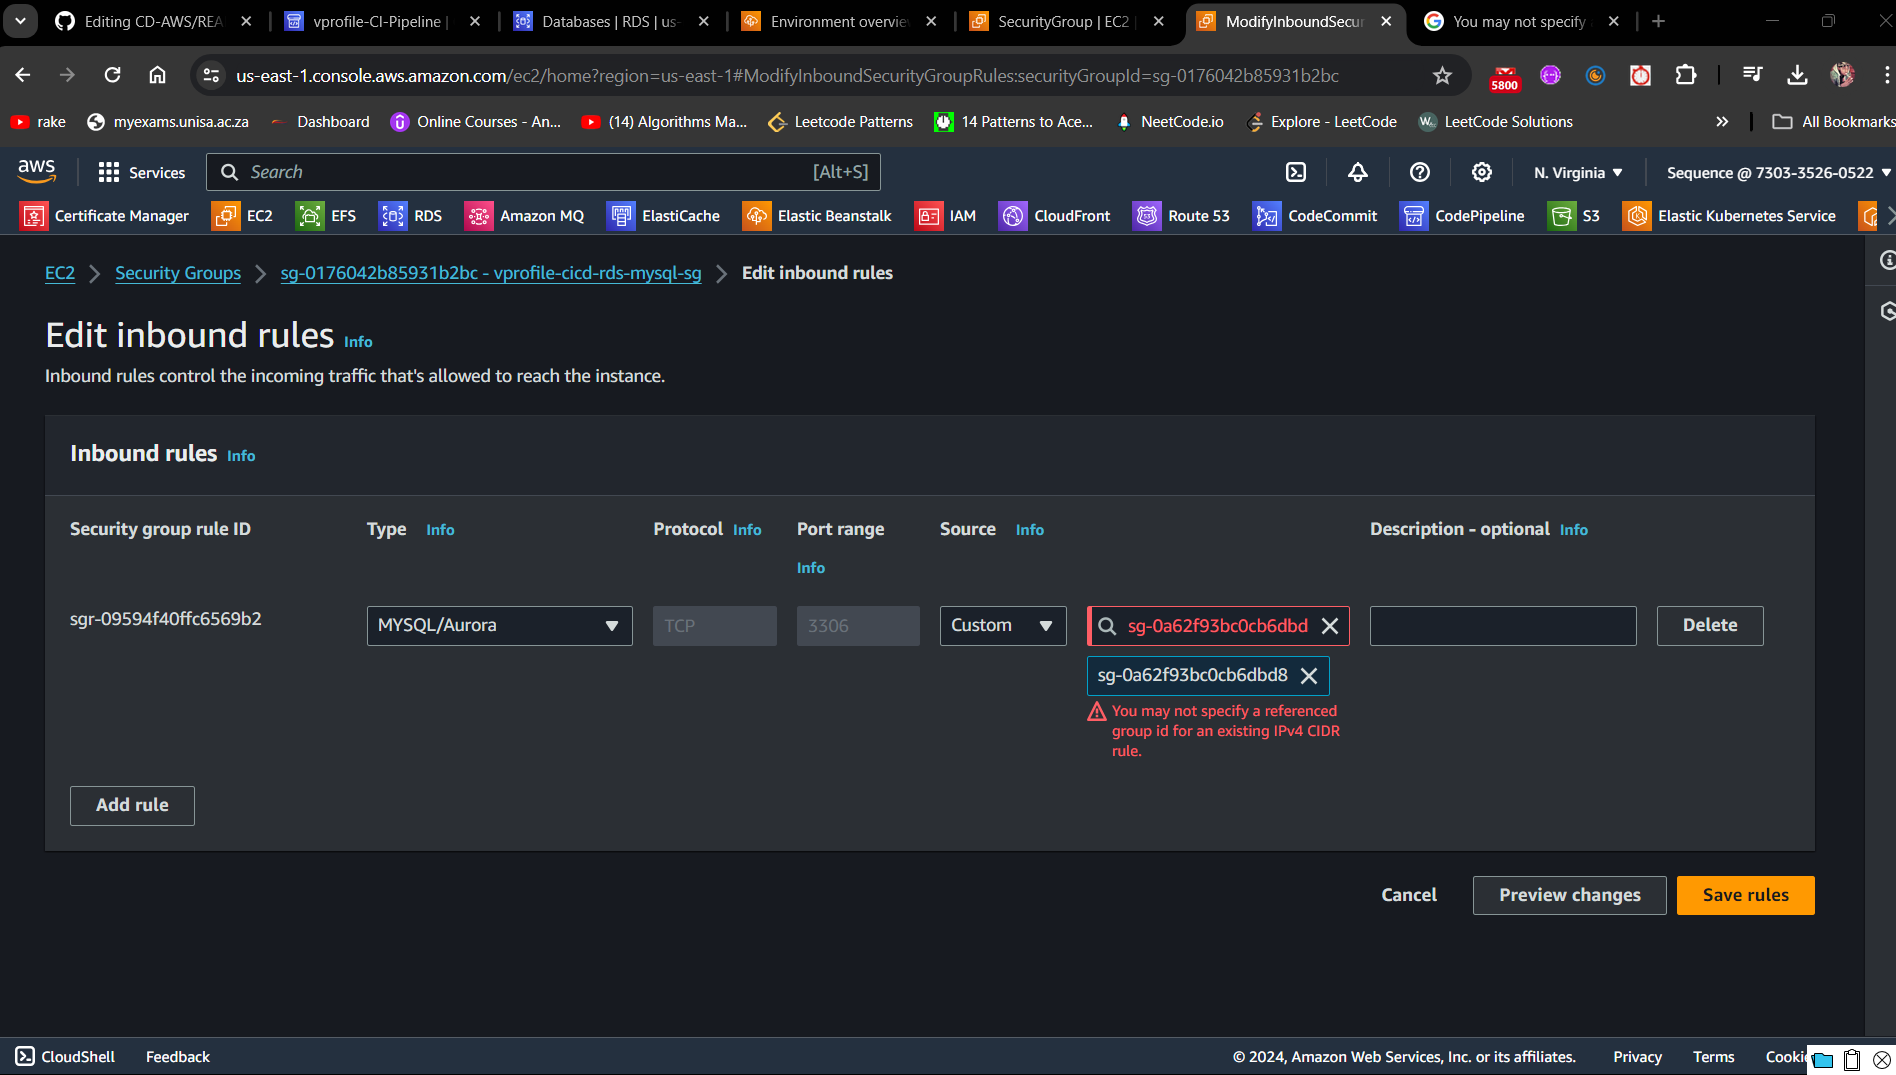 Editing CD-AWS/REA
vprofile-CI-Pipeline |
Databases | RDS | us-
Environment overvie
SecurityGroup | EC2 |
ModifyInboundSecur
You may not specify
us-east-1.console.aws.amazon.com/ec2/home?region=us-east-1#ModifyInboundSecurityGroupRules:securityGroupId=sg-0176042b85931b2bc
5800
rake
myexams.unisa.ac.za
Dashboard
Online Courses - An...
(14) Algorithms Ma...
Leetcode Patterns
14 Patterns to Ace...
NeetCode.io
Explore - LeetCode
LeetCode Solutions
»
All Bookmarks
aws
Services
Search
[Alt+S]
N. Virginia
Sequence @ 7303-3526-0522
Certificate Manager
EC2
EFS
RDS
Amazon MQ
ElastiCache
Elastic Beanstalk
IAM
CloudFront
Route 53
CodeCommit
CodePipeline
S3
Elastic Kubernetes Service
EC2 > Security Groups > sg-0176042b85931b2bc - vprofile-cicd-rds-mysql-sg > Edit inbound rules
Edit inbound rules Info
Inbound rules control the incoming traffic that's allowed to reach the instance.
Inbound rules Info
Security group rule ID
Type Info
Protocol Info
Port range
Info
Source Info
Description - optional Info
sgr-09594f40ffc6569b2
MYSQL/Aurora
TCP
3306
Custom
sg-0a62f93bc0cb6dbd
Delete
sg-0a62f93bc0cb6dbd8
You may not specify a referenced
group id for an existing IPv4 CIDR
rule.
Add rule
Cancel
Preview changes
Save rules
CloudShell
Feedback
© 2024, Amazon Web Services, Inc. or its affiliates.
Privacy
Terms
Cookie